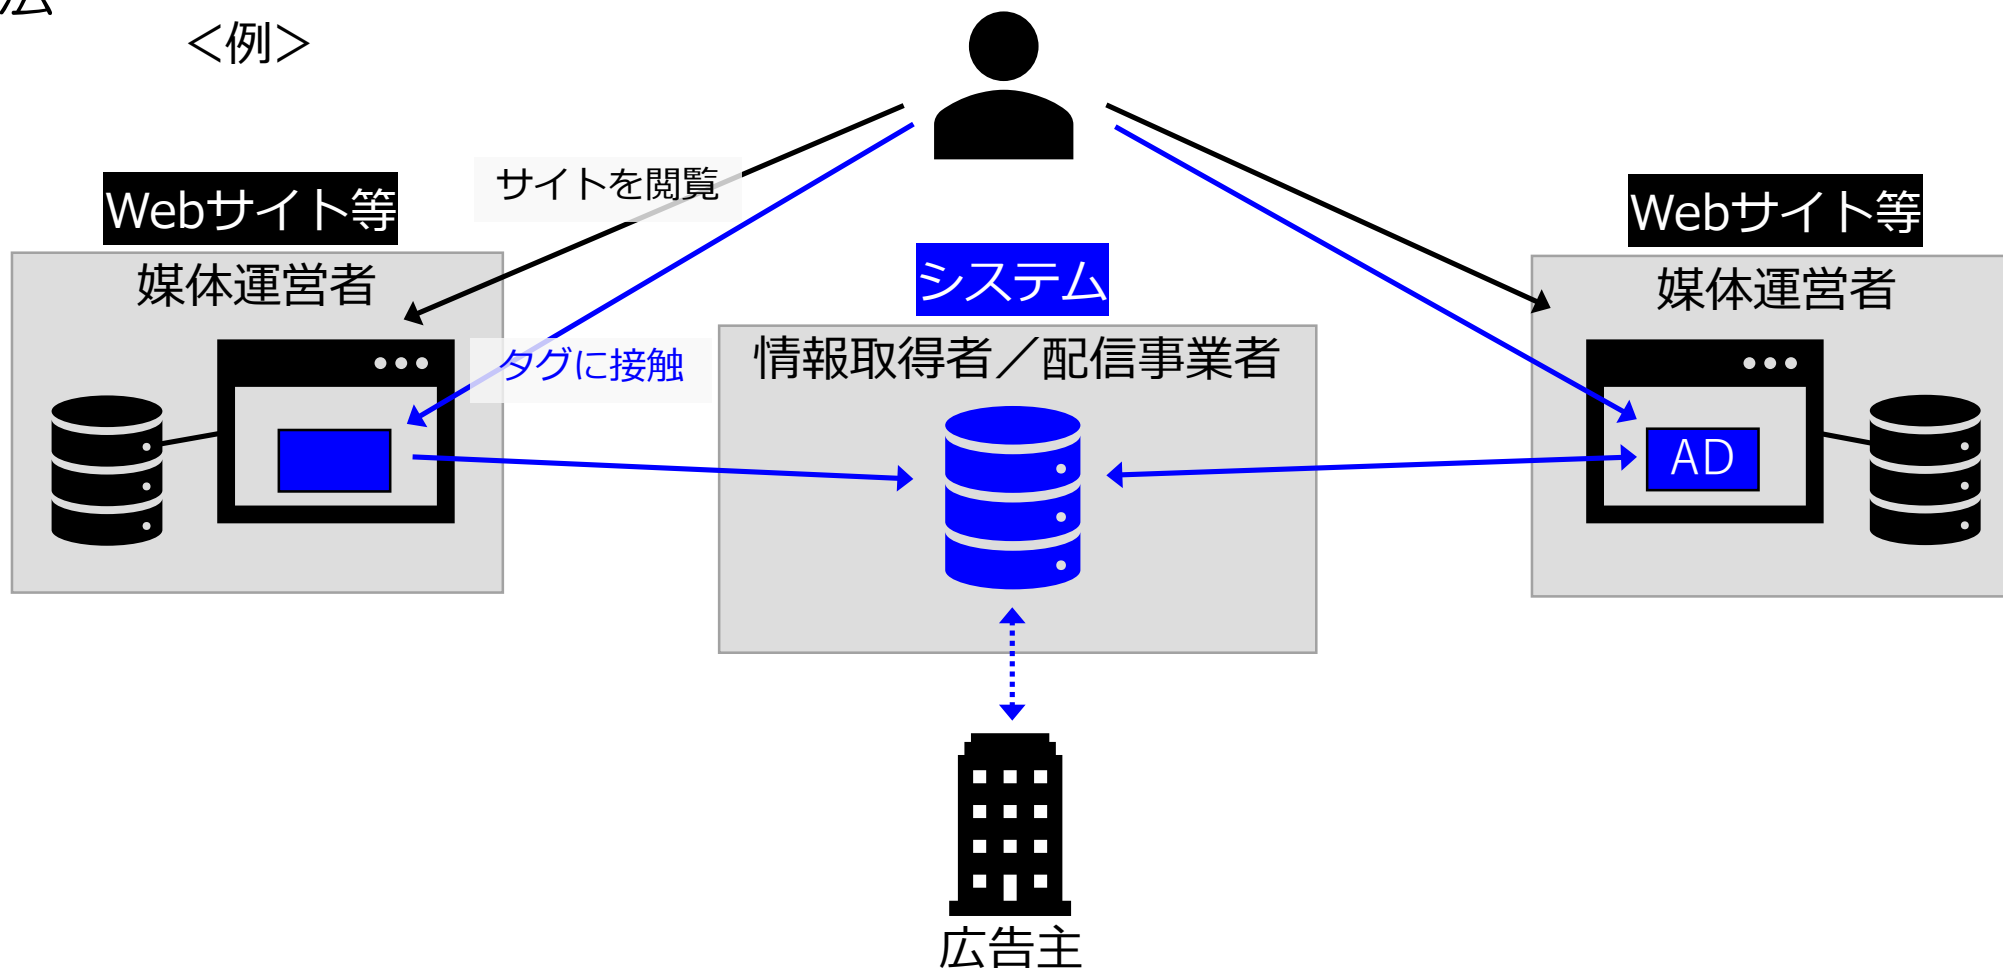 ＜例＞
サイトを閲覧
Webサイト等
Webサイト等
媒体運営者
システム
媒体運営者
タグに接触
情報取得者／配信事業者
AD
広告主